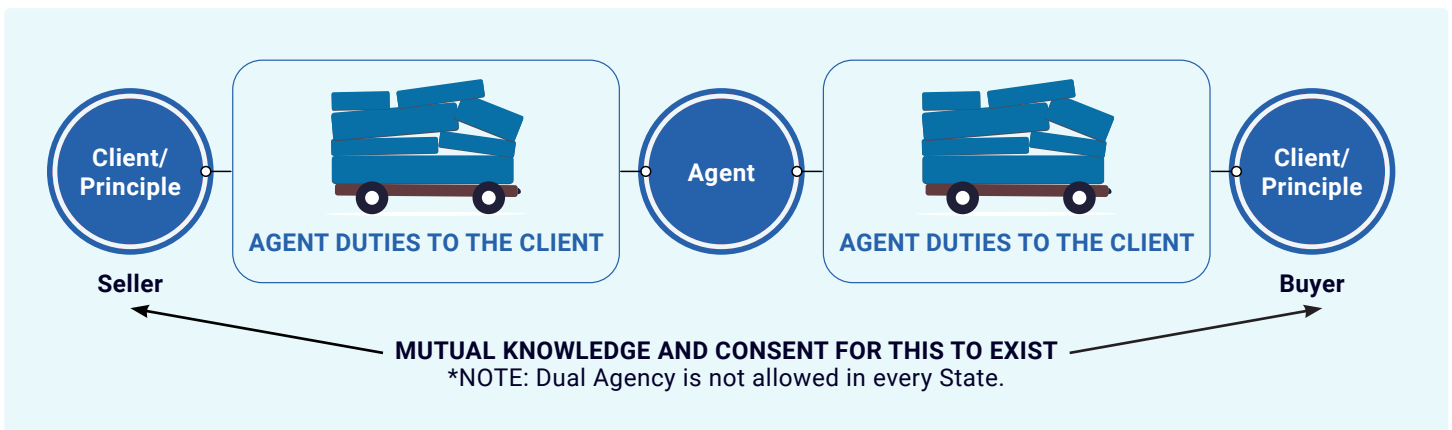 Client/
Principle
AGENT DUTIES TO THE CLIENT
Agent
AGENT DUTIES TO THE CLIENT
Client/
Principle
Seller
Buyer
MUTUAL KNOWLEDGE AND CONSENT FOR THIS TO EXIST
*NOTE: Dual Agency is not allowed in every State.